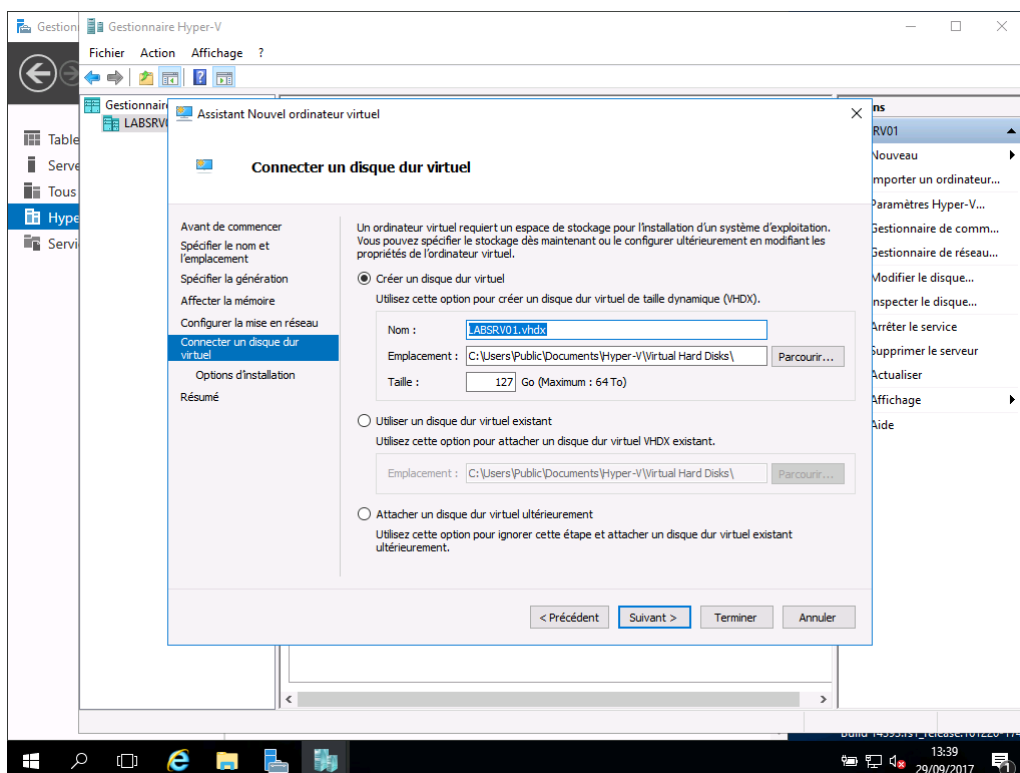 Gestion
Gestionnaire Hyper-V
Fichier Action Affichage ?
Table
Serve
Tous
Hype
Servi
Gestionnair
LABSRV
Assistant Nouvel ordinateur virtuel
Connecter un disque dur virtuel
Avant de commencer
Spécifier le nom et
l'emplacement
Spécifier la génération
Affecter la mémoire
Configurer la mise en réseau
Connecter un disque dur
virtuel
Options d'installation
Résumé
Un ordinateur virtuel requiert un espace de stockage pour l'installation d'un système d'exploitation.
Vous pouvez spécifier le stockage dès maintenant ou le configurer ultérieurement en modifiant les
propriétés de l'ordinateur virtuel.
Créer un disque dur virtuel
Utilisez cette option pour créer un disque dur virtuel de taille dynamique (VHDX).
Nom : LABSRV01.vhdx
Emplacement : C:\Users\Public\Documents\Hyper-V\Virtual Hard Disks\ Parcourir...
Taille : 127 Go (Maximum : 64 To)
Utiliser un disque dur virtuel existant
Utilisez cette option pour attacher un disque dur virtuel VHDX existant.
Emplacement : C:\Users\Public\Documents\Hyper-V\Virtual Hard Disks\ Parcourir...
Attacher un disque dur virtuel ultérieurement
Utilisez cette option pour ignorer cette étape et attacher un disque dur virtuel existant
ultérieurement.
< Précédent Suivant > Terminer Annuler
ns
RV01
Nouveau
mporter un ordinateur...
Paramètres Hyper-V...
Gestionnaire de comm...
Gestionnaire de réseau...
Modifier le disque...
nspecter le disque...
Arrêter le service
Supprimer le serveur
Actualiser
Affichage
Aide
13:39
29/09/2017
1